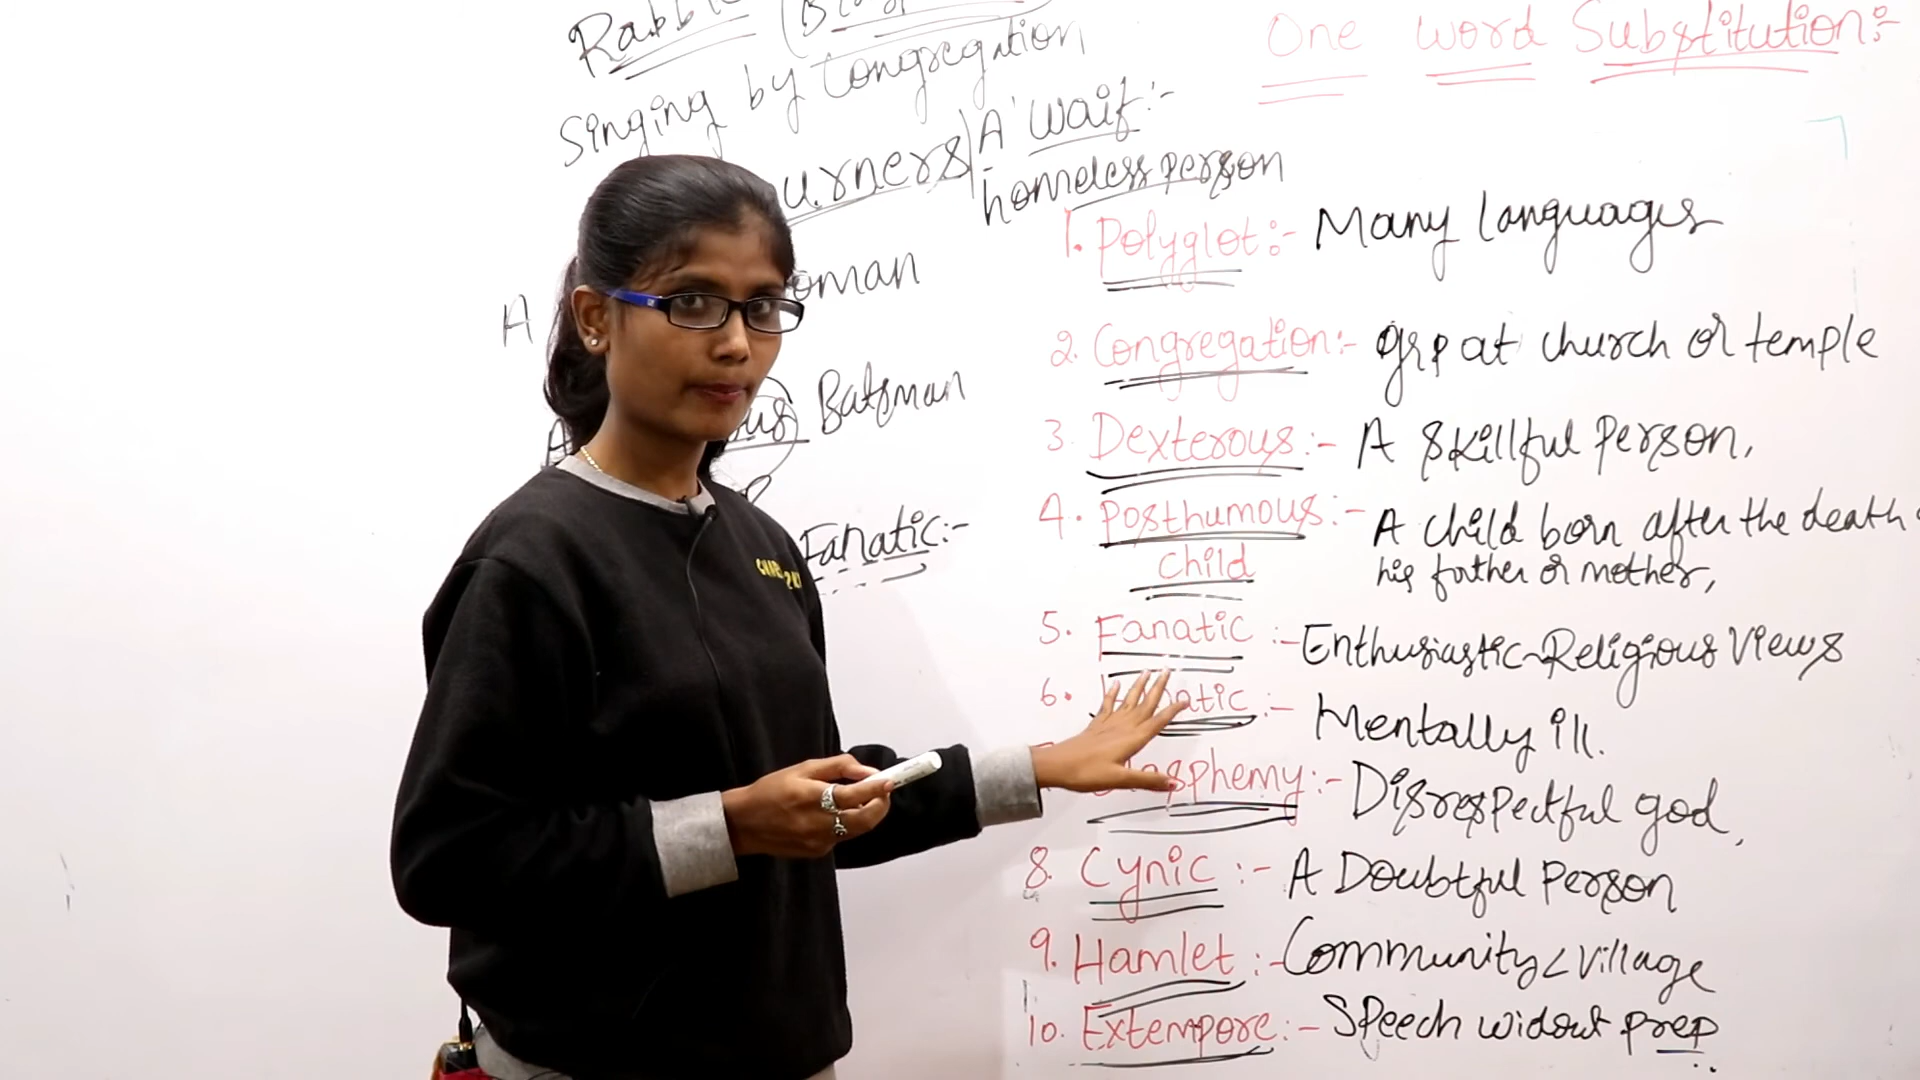 Singing by Congregation
A waif:-
homeless person
A
Batsman
Fanatic:-
One word Substitution:-
1. Polyglot:- Many languages
2. Congregation:- grp at church or temple
3. Dexterous:- A skillful Person,
4. Posthumous:- A child born after the death
Child his father or mother,
5. Fanatic :- Enthusiastic-Religious Views
6. :- Mentally ill.
:- Disrespectful god,
8. Cynic :- A Doubtful Person
9. Hamlet :- Community < Village
10. Extempore:- Speech widout prep